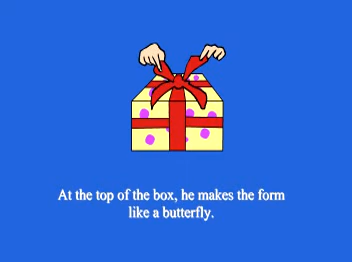 At the top of the box, he makes the form
like a butterfly.